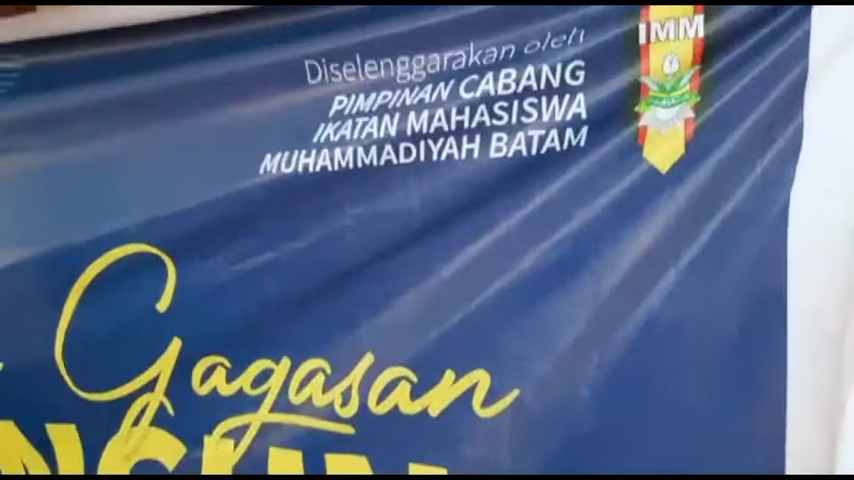 Diselenggarakan oleh
PIMPINAN CABANG
IKATAN MAHASISWA
MUHAMMADIYAH BATAM
IMM
Gagasan